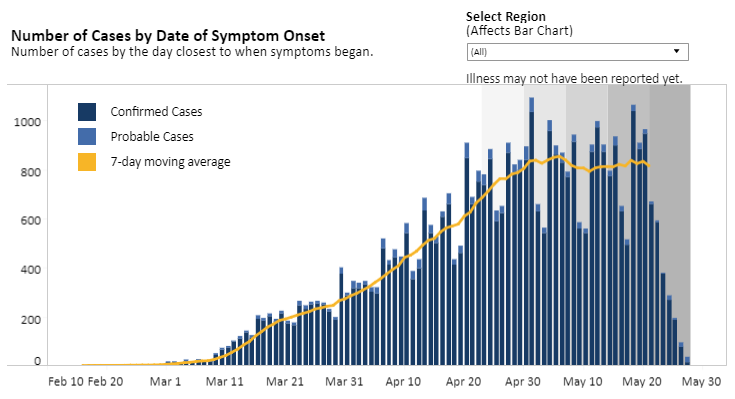 Number of Cases by Date of Symptom Onset
Number of cases by the day closest to when symptoms began.
Select Region
(Affects Bar Chart)
(All)
Illness may not have been reported yet.
Confirmed Cases
Probable Cases
7-day moving average
1000
800
600
400
200
0
Feb 10 Feb 20 Mar 1 Mar 11 Mar 21 Mar 31 Apr 10 Apr 20 Apr 30 May 10 May 20 May 30